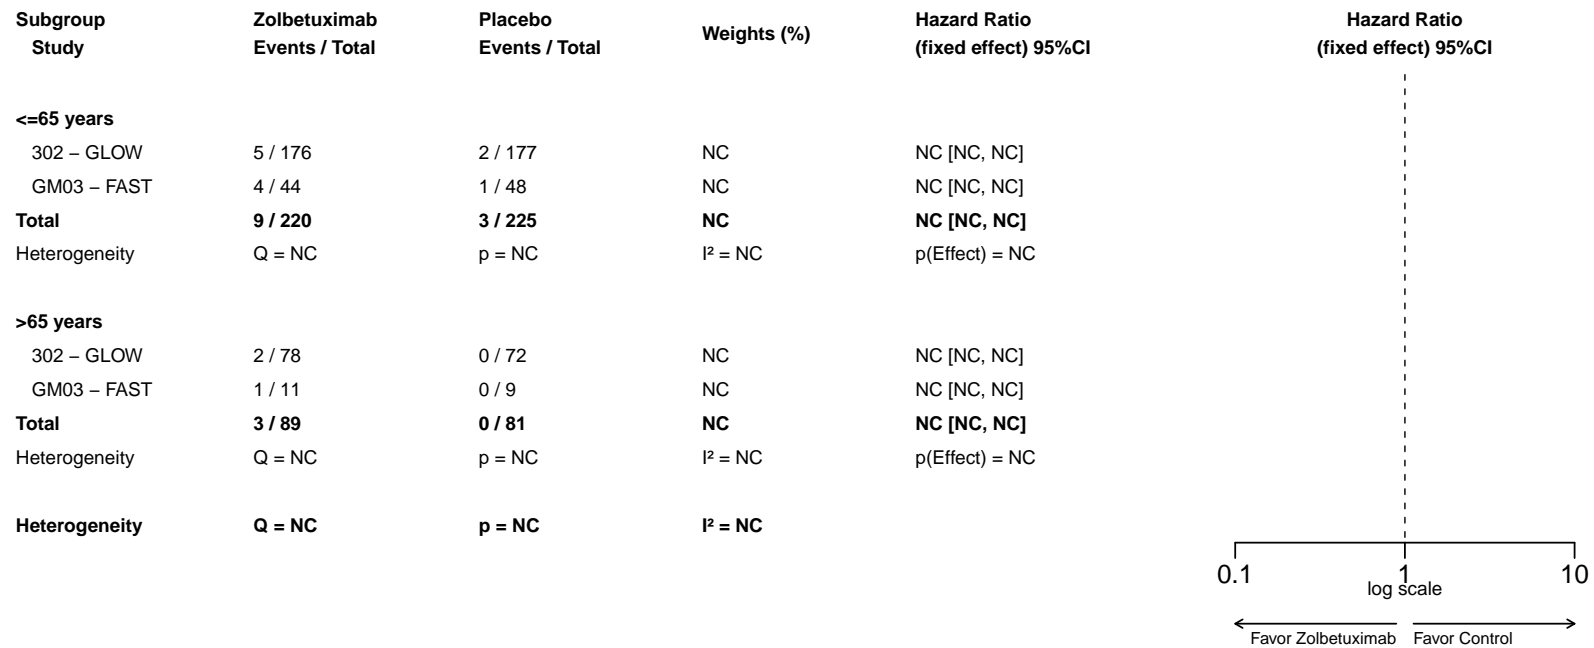 Subgroup Zolbetuximab Placebo Weights (%) Hazard Ratio Hazard Ratio
Study Events / Total Events / Total (fixed effect) 95%CI (fixed effect) 95%CI
<=65 years
302 – GLOW 5 / 176 2 / 177 NC NC [NC, NC]
GM03 – FAST 4 / 44 1 / 48 NC NC [NC, NC]
Total 9 / 220 3 / 225 NC NC [NC, NC]
Heterogeneity Q = NC p = NC I² = NC p(Effect) = NC
>65 years
302 – GLOW 2 / 78 0 / 72 NC NC [NC, NC]
GM03 – FAST 1 / 11 0 / 9 NC NC [NC, NC]
Total 3 / 89 0 / 81 NC NC [NC, NC]
Heterogeneity Q = NC p = NC I² = NC p(Effect) = NC
Heterogeneity Q = NC p = NC I² = NC
0.1 1 10
log scale
Favor Zolbetuximab Favor Control